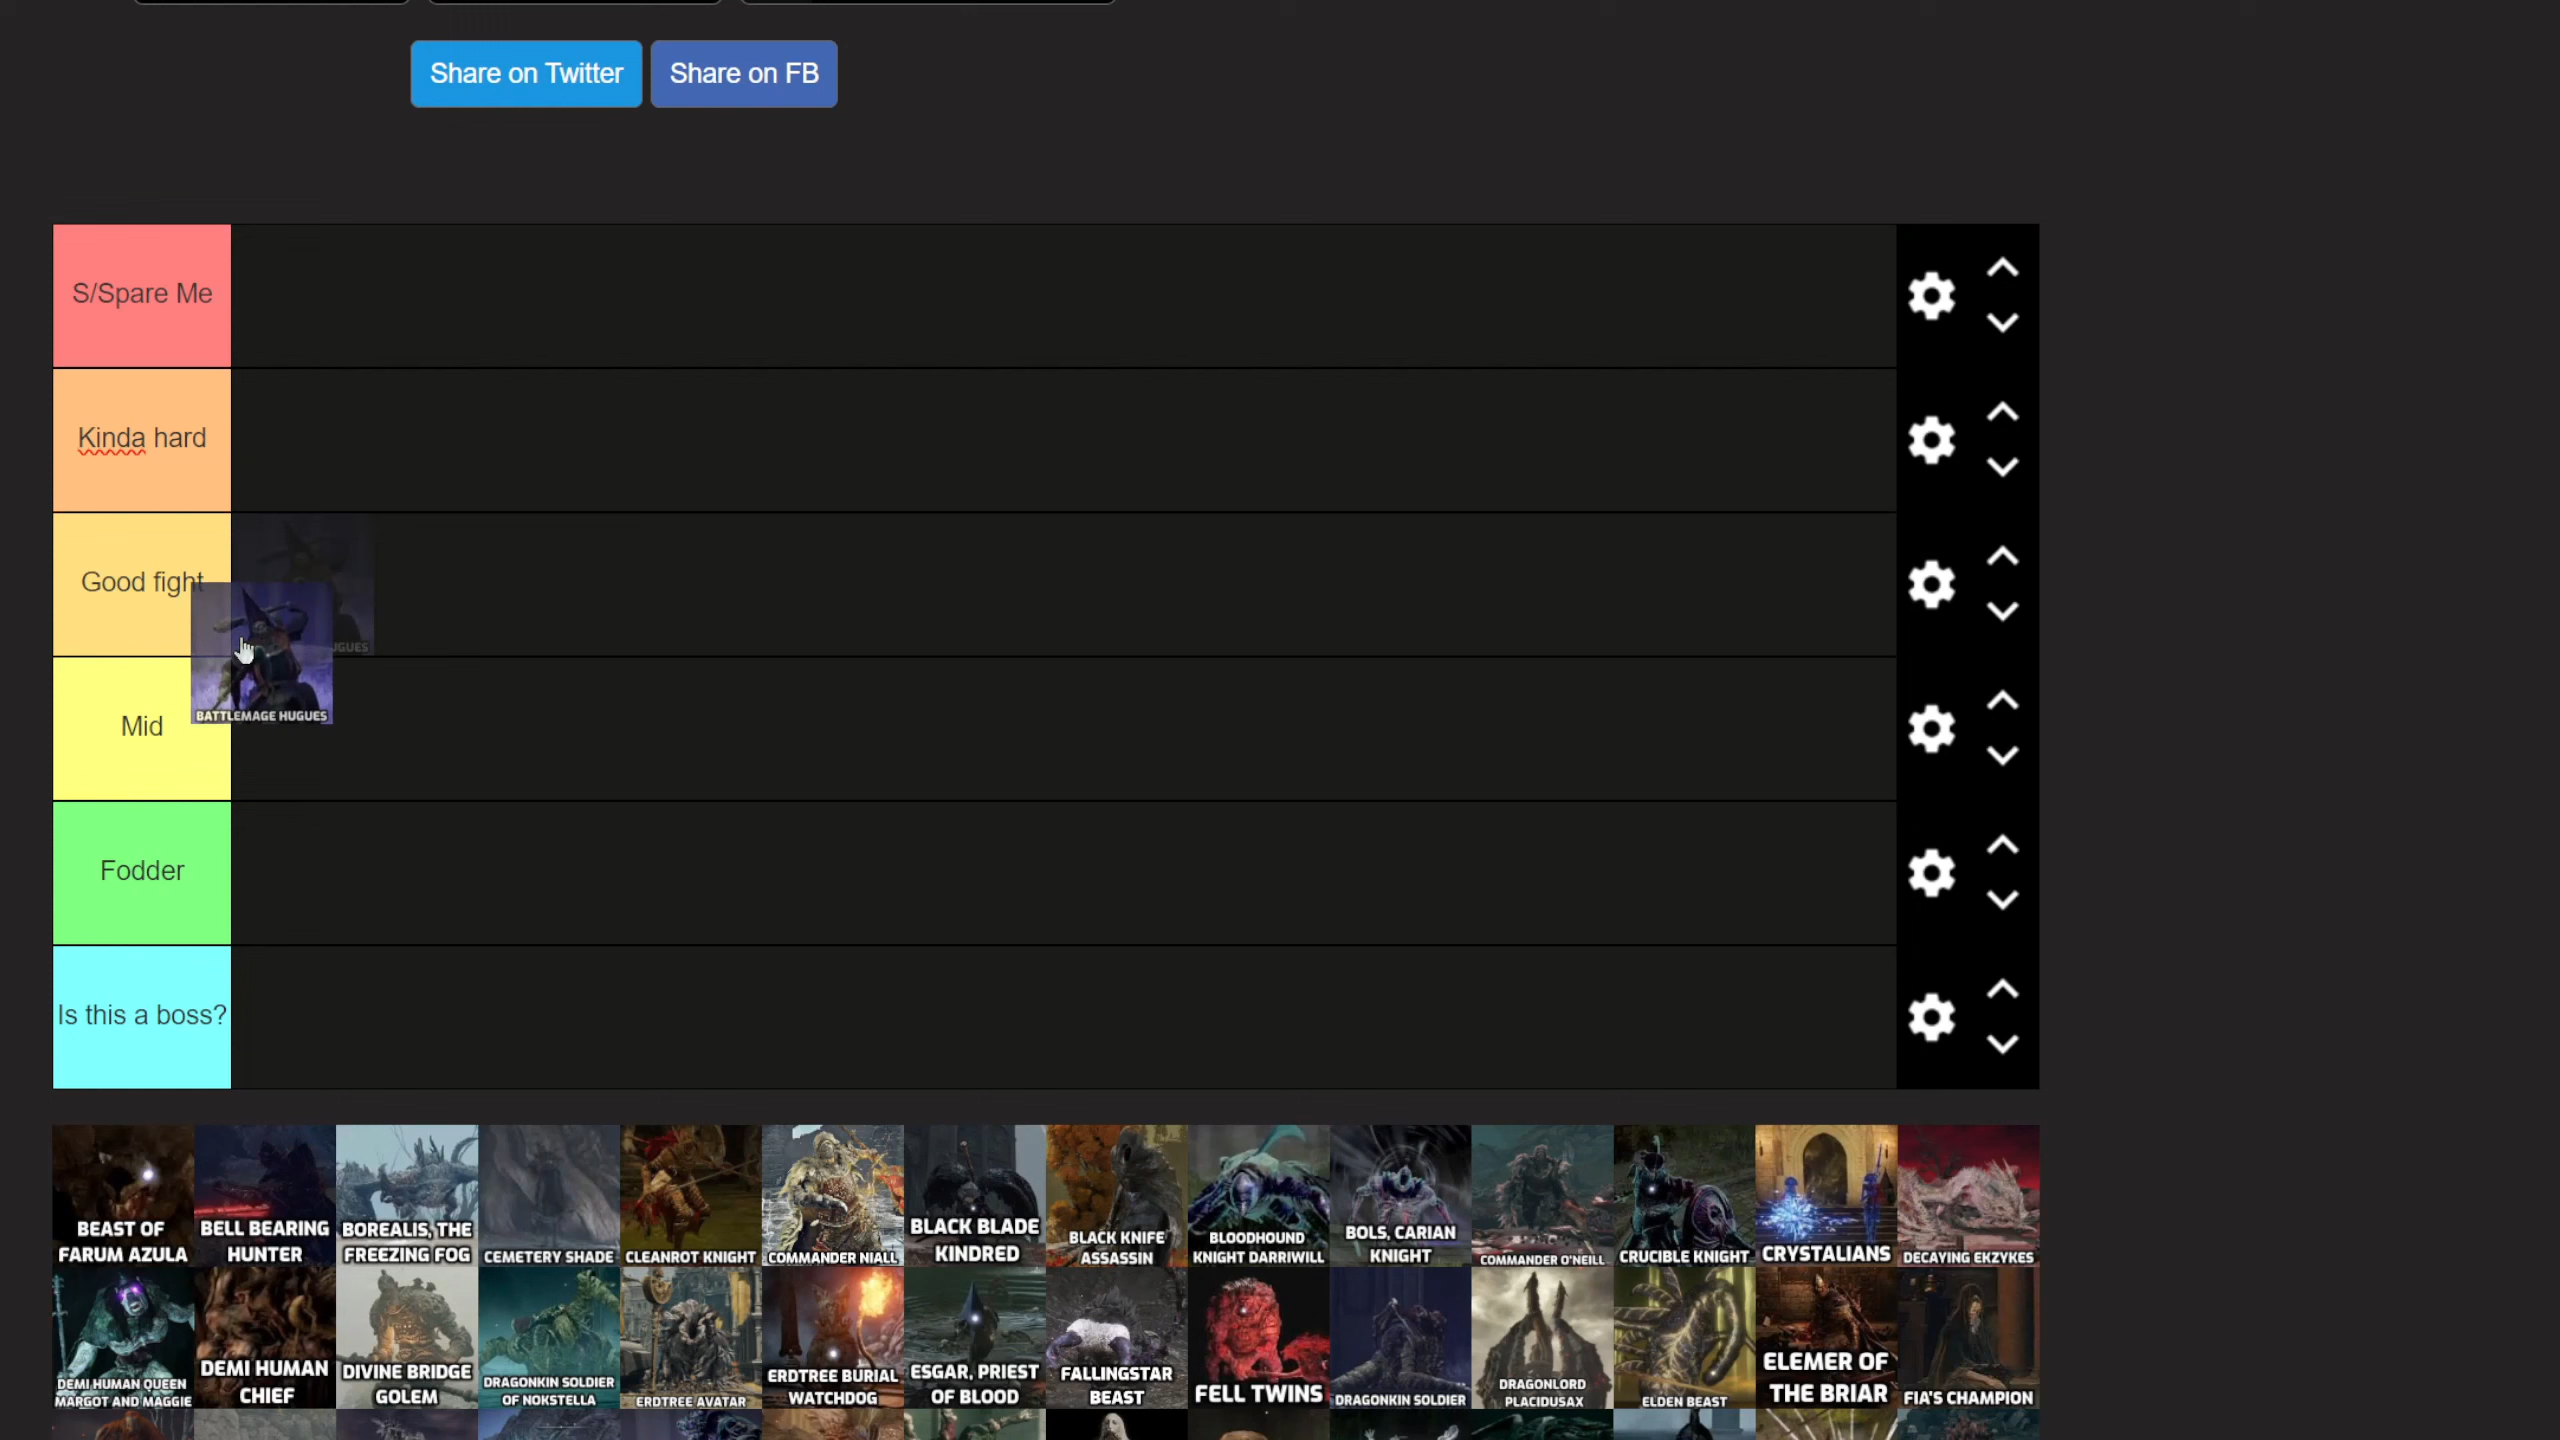 Share on Twitter
Share on FB
S/Spare Me
Kinda hard
Good fight
UGUES
BATTLEMAGE HUGUES
Mid
Fodder
Is this a boss?
BEAST OF
FARUM AZULA
BELL BEARING
HUNTER
BOREALIS, THE
FREEZING FOG
CEMETERY SHADE
CLEANROT KNIGHT
COMMANDER NIALL
BLACK BLADE
KINDRED
BLACK KNIFE
ASSASSIN
BLOODHOUND
KNIGHT DARRIWILL
BOLS, CARIAN
KNIGHT
COMMANDER O'NEILL
CRUCIBLE KNIGHT
CRYSTALIANS
DECAYING EKZYKES
DEMI HUMAN QUEEN
MARGOT AND MAGGIE
DEMI HUMAN
CHIEF
DIVINE BRIDGE
GOLEM
DRAGONKIN SOLDIER
OF NOKSTELLA
ERDTREE AVATAR
ERDTREE BURIAL
WATCHDOG
ESGAR, PRIEST
OF BLOOD
FALLINGSTAR
BEAST
FELL TWINS
DRAGONKIN SOLDIER
DRAGONLORD
PLACIDUSAX
ELDEN BEAST
ELEMER OF
THE BRIAR
FIA'S CHAMPION